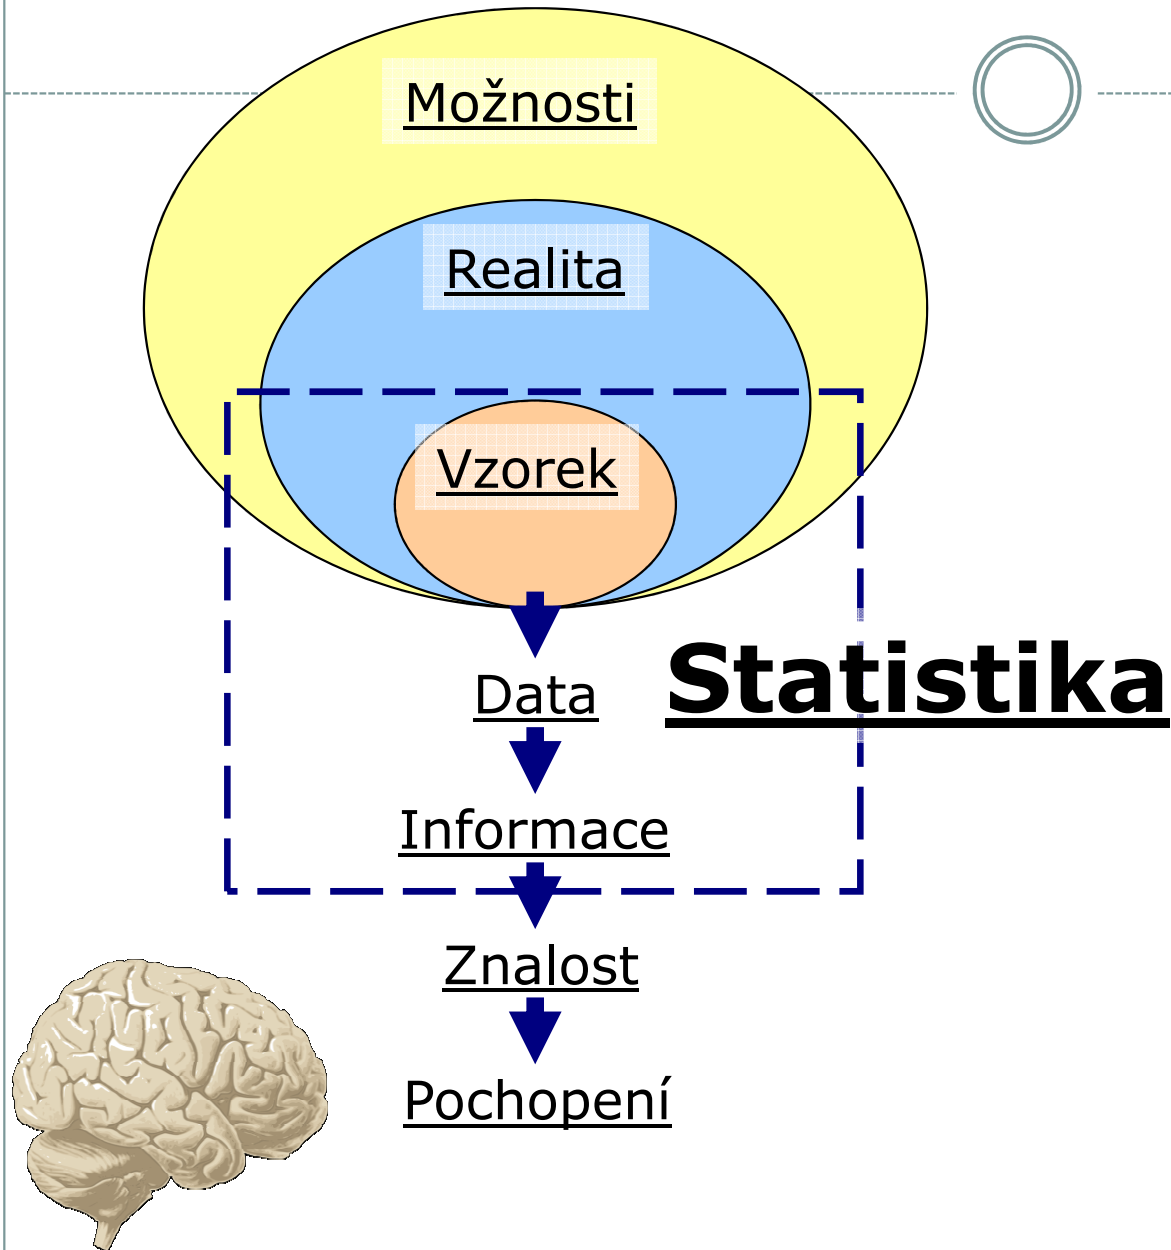 Možnosti
Realita
Vzorek
Statistika
Data
Informace
Znalost
Pochopení